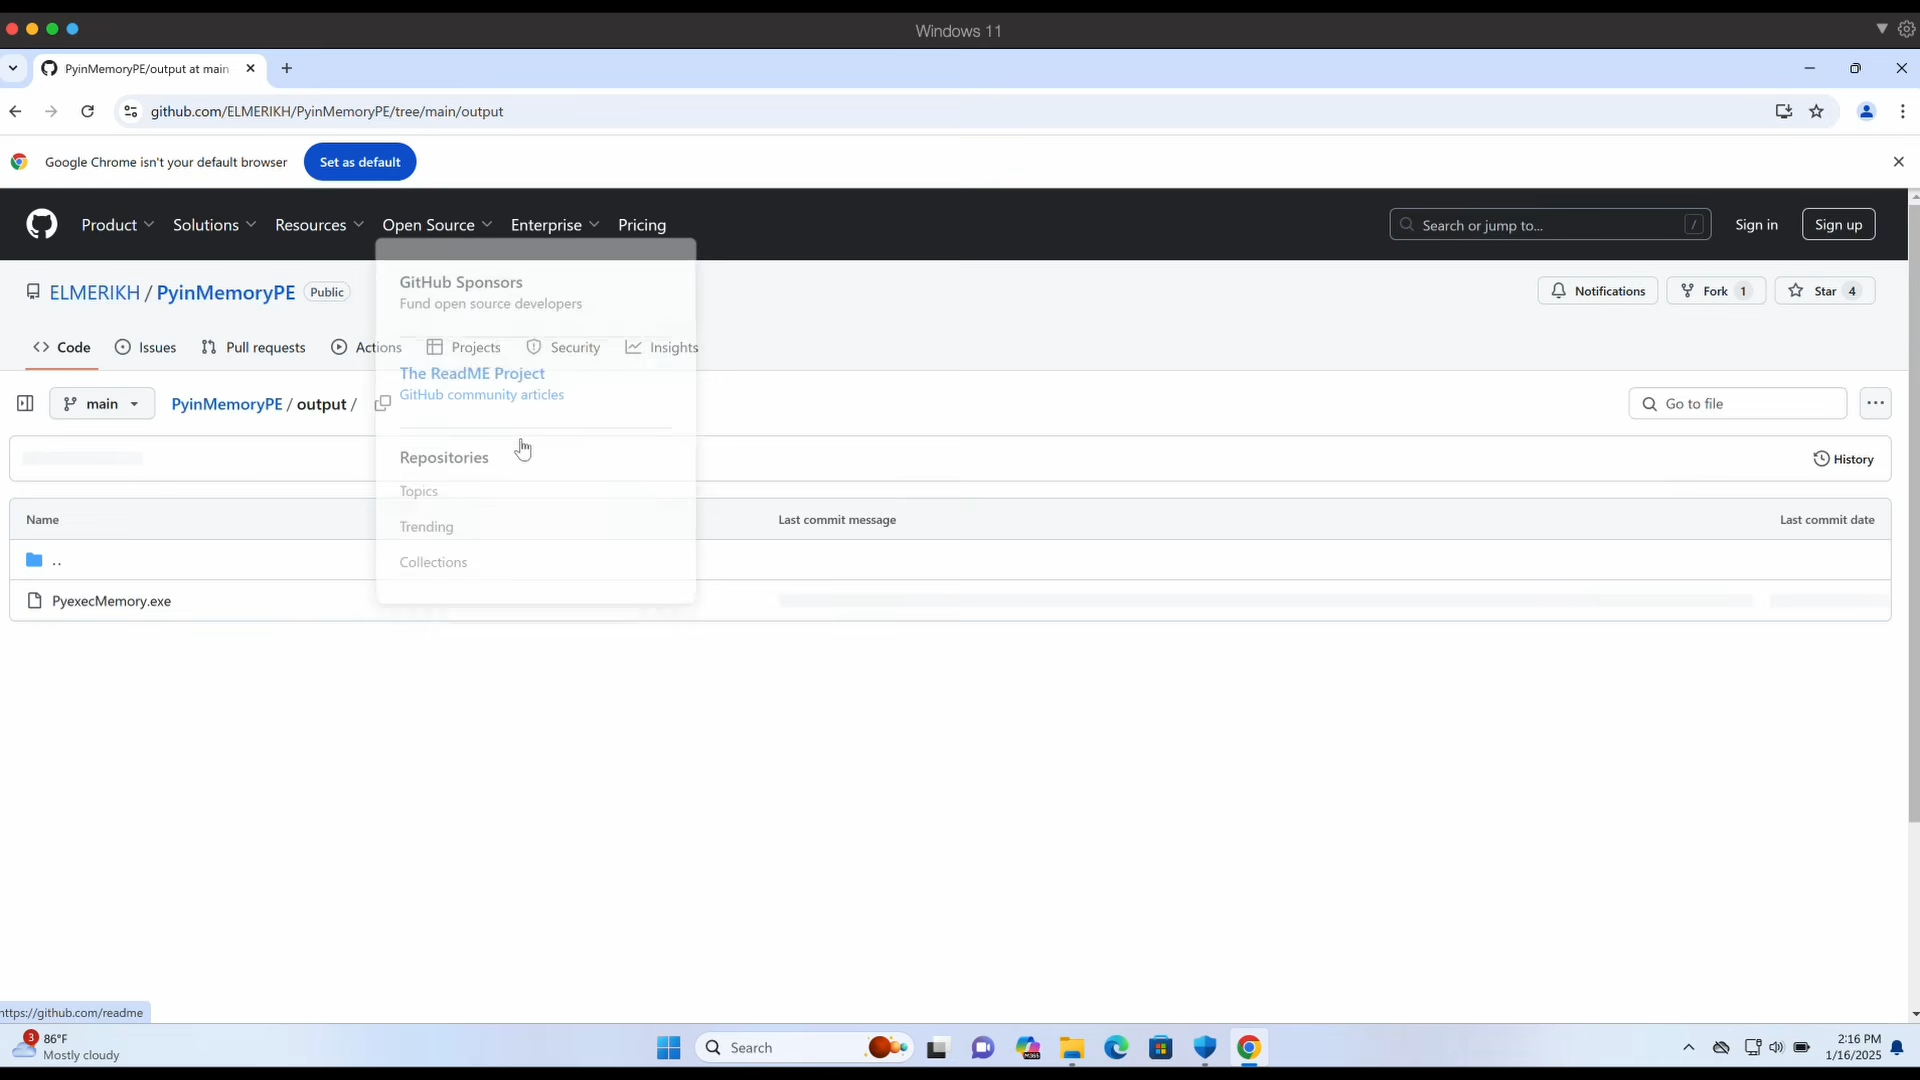 Windows 11
PyinMemoryPE/output at main
github.com/ELMERIKH/PyinMemoryPE/tree/main/output
Google Chrome isn't your default browser Set as default
Product Solutions Resources Open Source Enterprise Pricing Search or jump to... / Sign in Sign up
GitHub Sponsors
Fund open source developers
ELMERIKH / PyinMemoryPE Public Notifications Fork 1 Star 4
Code Issues Pull requests Actions Projects Security Insights
The ReadME Project
GitHub community articles
main PyinMemoryPE / output / Go to file
Repositories
History
Topics
Name Last commit message Last commit date
Trending
Collections
..
PyexecMemory.exe
https://github.com/readme
3 86°F
Mostly cloudy
Search
M365
2:16 PM
1/16/2025